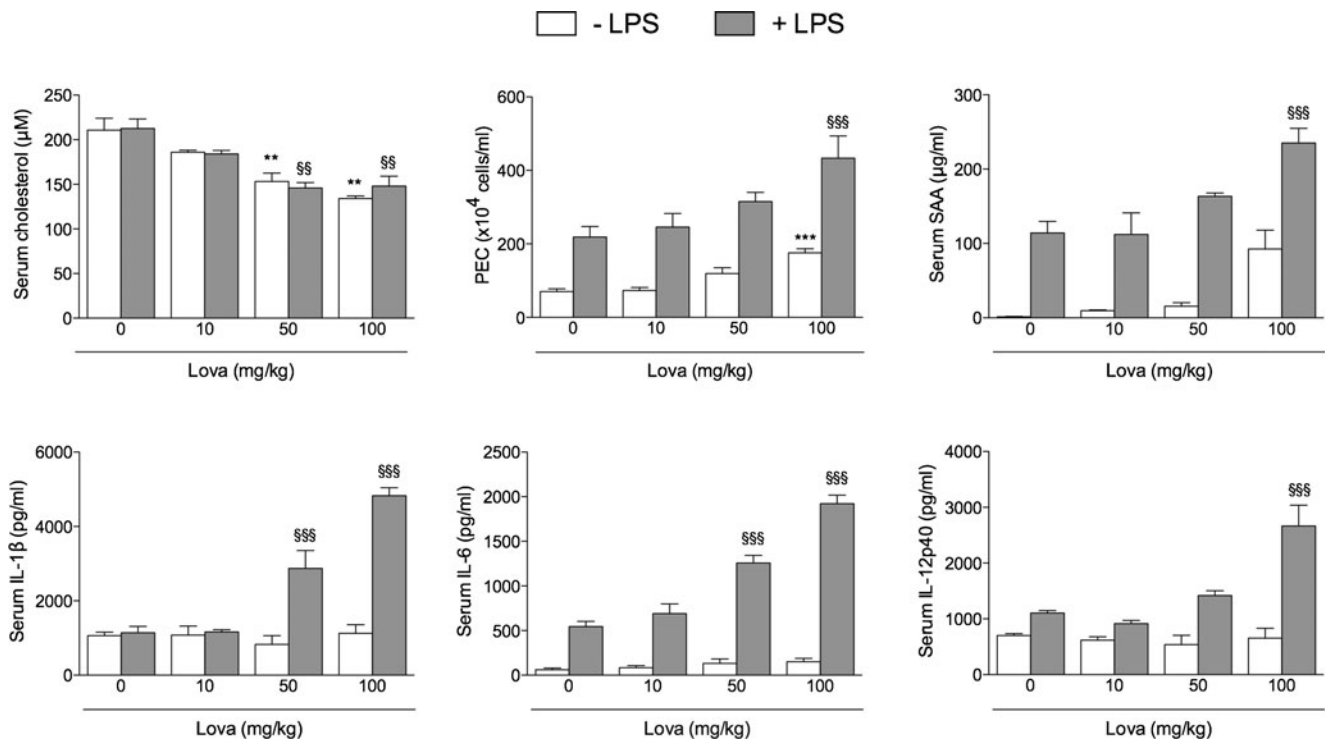 - LPS + LPS
Serum cholesterol (µM)
250
200
150
100
50
0
** §§ ** §§
0 10 50 100
Lova (mg/kg)
PEC (x10⁴ cells/ml)
600
400
200
0
*** §§§
0 10 50 100
Lova (mg/kg)
Serum SAA (µg/ml)
300
200
100
0
§§§
0 10 50 100
Lova (mg/kg)
Serum IL-1β (pg/ml)
6000
4000
2000
0
§§§ §§§
0 10 50 100
Lova (mg/kg)
Serum IL-6 (pg/ml)
2500
2000
1500
1000
500
0
§§§ §§§
0 10 50 100
Lova (mg/kg)
Serum IL-12p40 (pg/ml)
4000
3000
2000
1000
0
§§§
0 10 50 100
Lova (mg/kg)